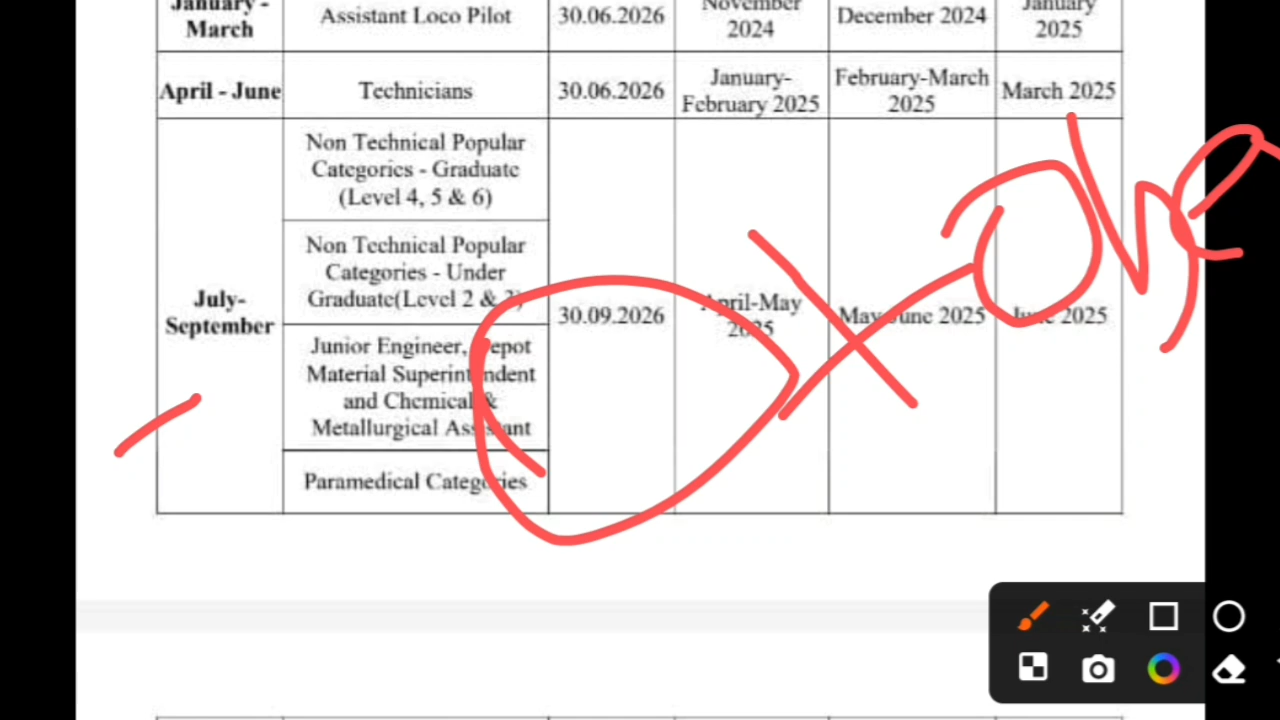 January -
March
Assistant Loco Pilot
30.06.2026
November
2024
December 2024
January
2025
April - June
Technicians
30.06.2026
January-
February 2025
February-March
2025
March 2025
July-
September
Non Technical Popular
Categories - Graduate
(Level 4, 5 & 6)
Non Technical Popular
Categories - Under
Graduate(Level 2 & 3)
Junior Engineer, Depot
Material Superintendent
and Chemical &
Metallurgical Assistant
Paramedical Categories
30.09.2026
April-May
2025
May-June 2025
June 2025